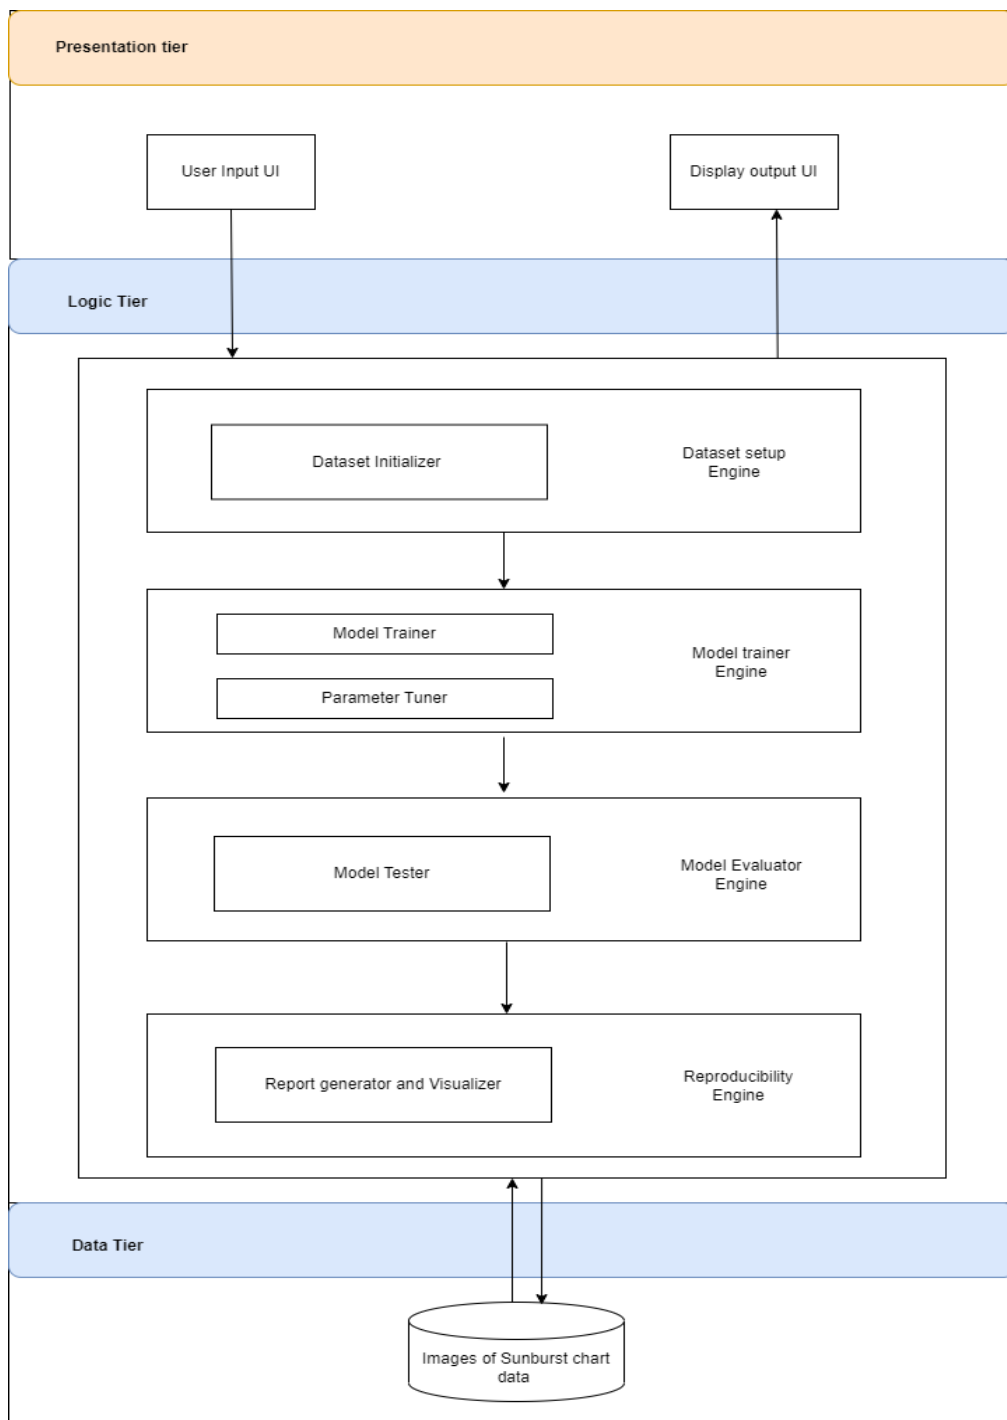 Presentation tier
User Input UI
Display output UI
Logic Tier
Dataset Initializer
Dataset setup
Engine
Model Trainer
Parameter Tuner
Model trainer
Engine
Model Tester
Model Evaluator
Engine
Report generator and Visualizer
Reproducibility
Engine
Data Tier
Images of Sunburst chart
data